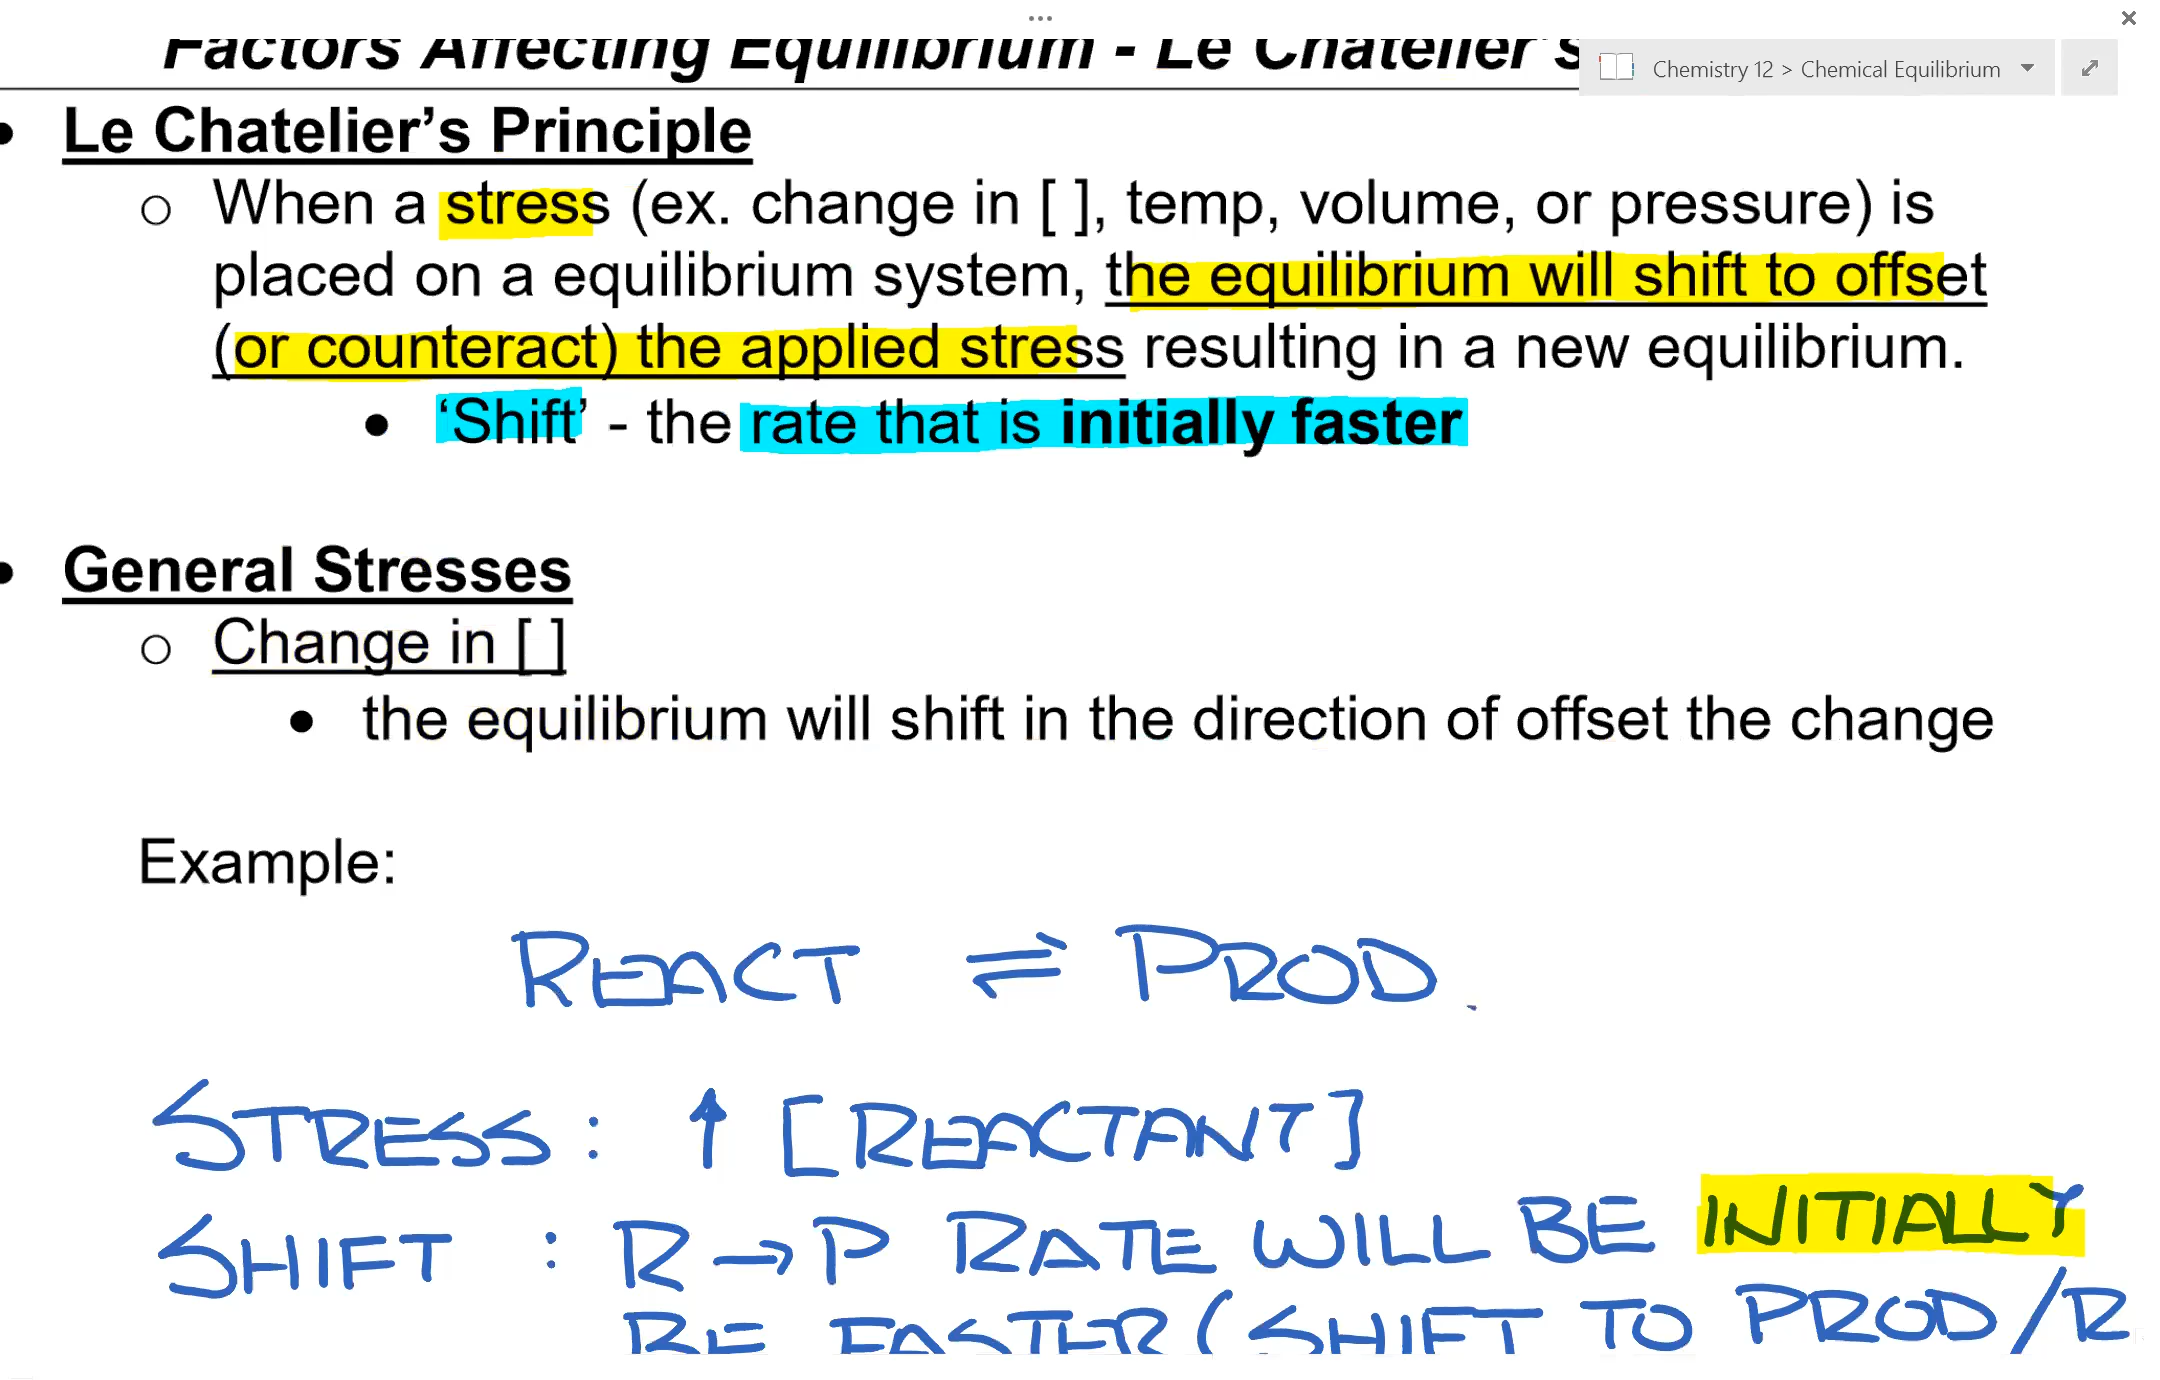 Factors Affecting Equilibrium - Le Chatelier's
Chemistry 12 > Chemical Equilibrium
• Le Chatelier’s Principle
○ When a stress (ex. change in [ ], temp, volume, or pressure) is
placed on a equilibrium system, the equilibrium will shift to offset
(or counteract) the applied stress resulting in a new equilibrium.
• ‘Shift’ - the rate that is initially faster
• General Stresses
○ Change in [ ]
• the equilibrium will shift in the direction of offset the change
Example:
REACT ⇌ PROD.
STRESS: ↑ [REACTANT]
SHIFT : R→P RATE WILL BE INITIALLY
BE FASTER (SHIFT TO PROD/R